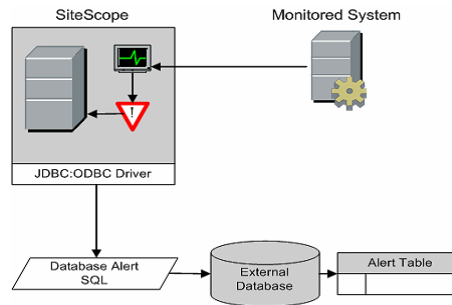 SiteScope
Monitored System
!
JDBC:ODBC Driver
Database Alert
SQL
External
Database
Alert Table